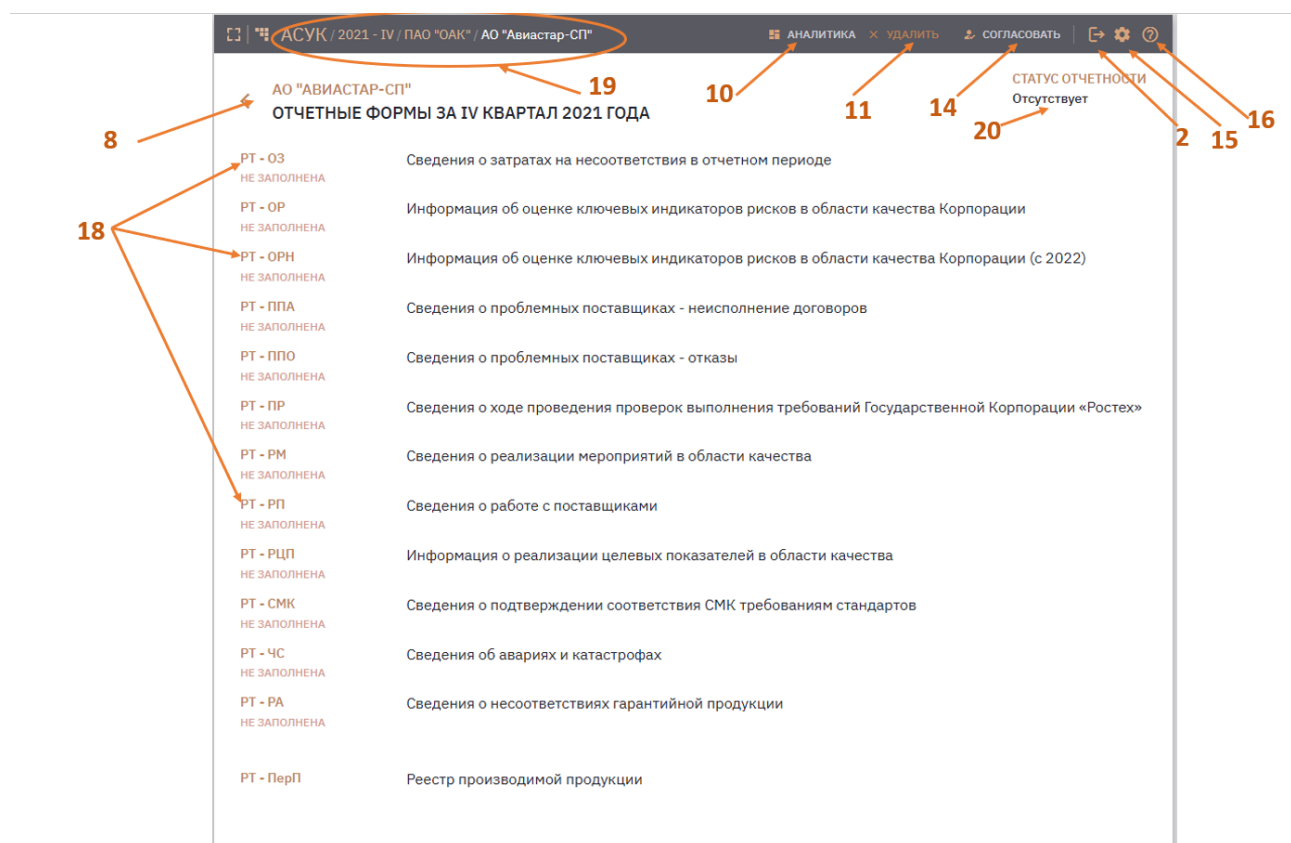 АСУК / 2021 - IV / ПАО "ОАК" / АО "Авиастар-СП" АНАЛИТИКА × УДАЛИТЬ СОГЛАСОВАТЬ
19
10
11
14
20
2
15
16
АО "АВИАСТАР-СП"
ОТЧЕТНЫЕ ФОРМЫ ЗА IV КВАРТАЛ 2021 ГОДА
СТАТУС ОТЧЕТНОСТИ
Отсутствует
8
18
РТ - ОЗ Сведения о затратах на несоответствия в отчетном периоде
НЕ ЗАПОЛНЕНА
РТ - ОР Информация об оценке ключевых индикаторов рисков в области качества Корпорации
НЕ ЗАПОЛНЕНА
РТ - ОРН Информация об оценке ключевых индикаторов рисков в области качества Корпорации (с 2022)
НЕ ЗАПОЛНЕНА
РТ - ППА Сведения о проблемных поставщиках - неисполнение договоров
НЕ ЗАПОЛНЕНА
РТ - ППО Сведения о проблемных поставщиках - отказы
НЕ ЗАПОЛНЕНА
РТ - ПР Сведения о ходе проведения проверок выполнения требований Государственной Корпорации «Ростех»
НЕ ЗАПОЛНЕНА
РТ - РМ Сведения о реализации мероприятий в области качества
НЕ ЗАПОЛНЕНА
РТ - РП Сведения о работе с поставщиками
НЕ ЗАПОЛНЕНА
РТ - РЦП Информация о реализации целевых показателей в области качества
НЕ ЗАПОЛНЕНА
РТ - СМК Сведения о подтверждении соответствия СМК требованиям стандартов
НЕ ЗАПОЛНЕНА
РТ - ЧС Сведения об авариях и катастрофах
НЕ ЗАПОЛНЕНА
РТ - РА Сведения о несоответствиях гарантийной продукции
НЕ ЗАПОЛНЕНА
РТ - ПерП Реестр производимой продукции